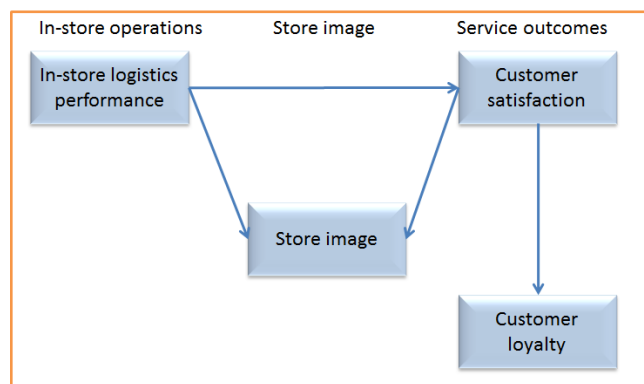 In-store operations
Store image
Service outcomes
In-store logistics
performance
Customer
satisfaction
Store image
Customer
loyalty